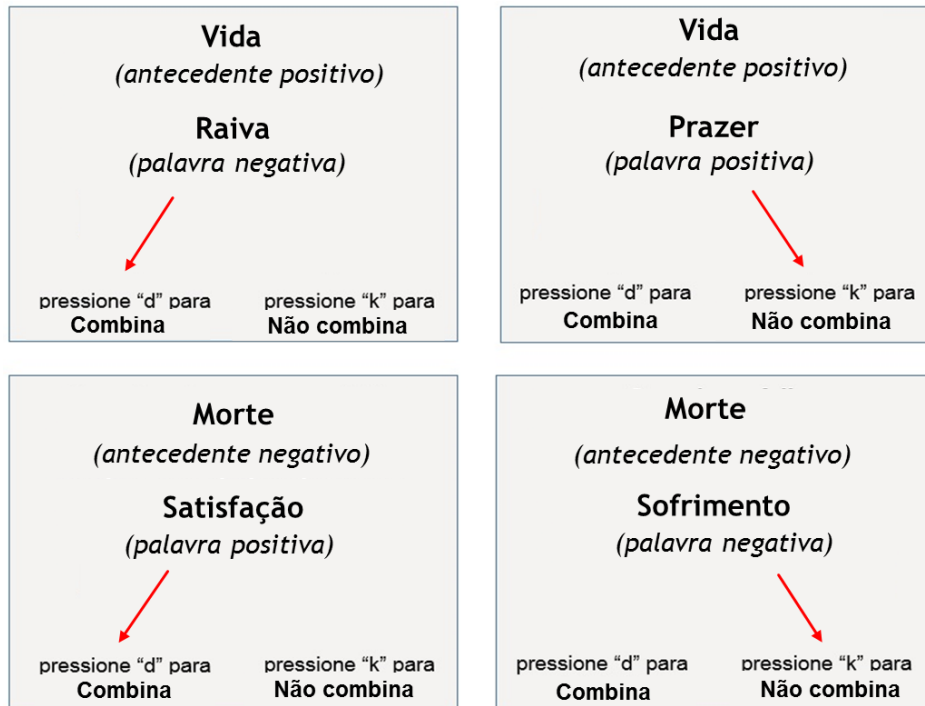 Vida
(antecedente positivo)
Raiva
(palavra negativa)
pressione “d” para
Combina
pressione “k” para
Não combina
Vida
(antecedente positivo)
Prazer
(palavra positiva)
pressione “d” para
Combina
pressione “k” para
Não combina
Morte
(antecedente negativo)
Satisfação
(palavra positiva)
pressione “d” para
Combina
pressione “k” para
Não combina
Morte
(antecedente negativo)
Sofrimento
(palavra negativa)
pressione “d” para
Combina
pressione “k” para
Não combina